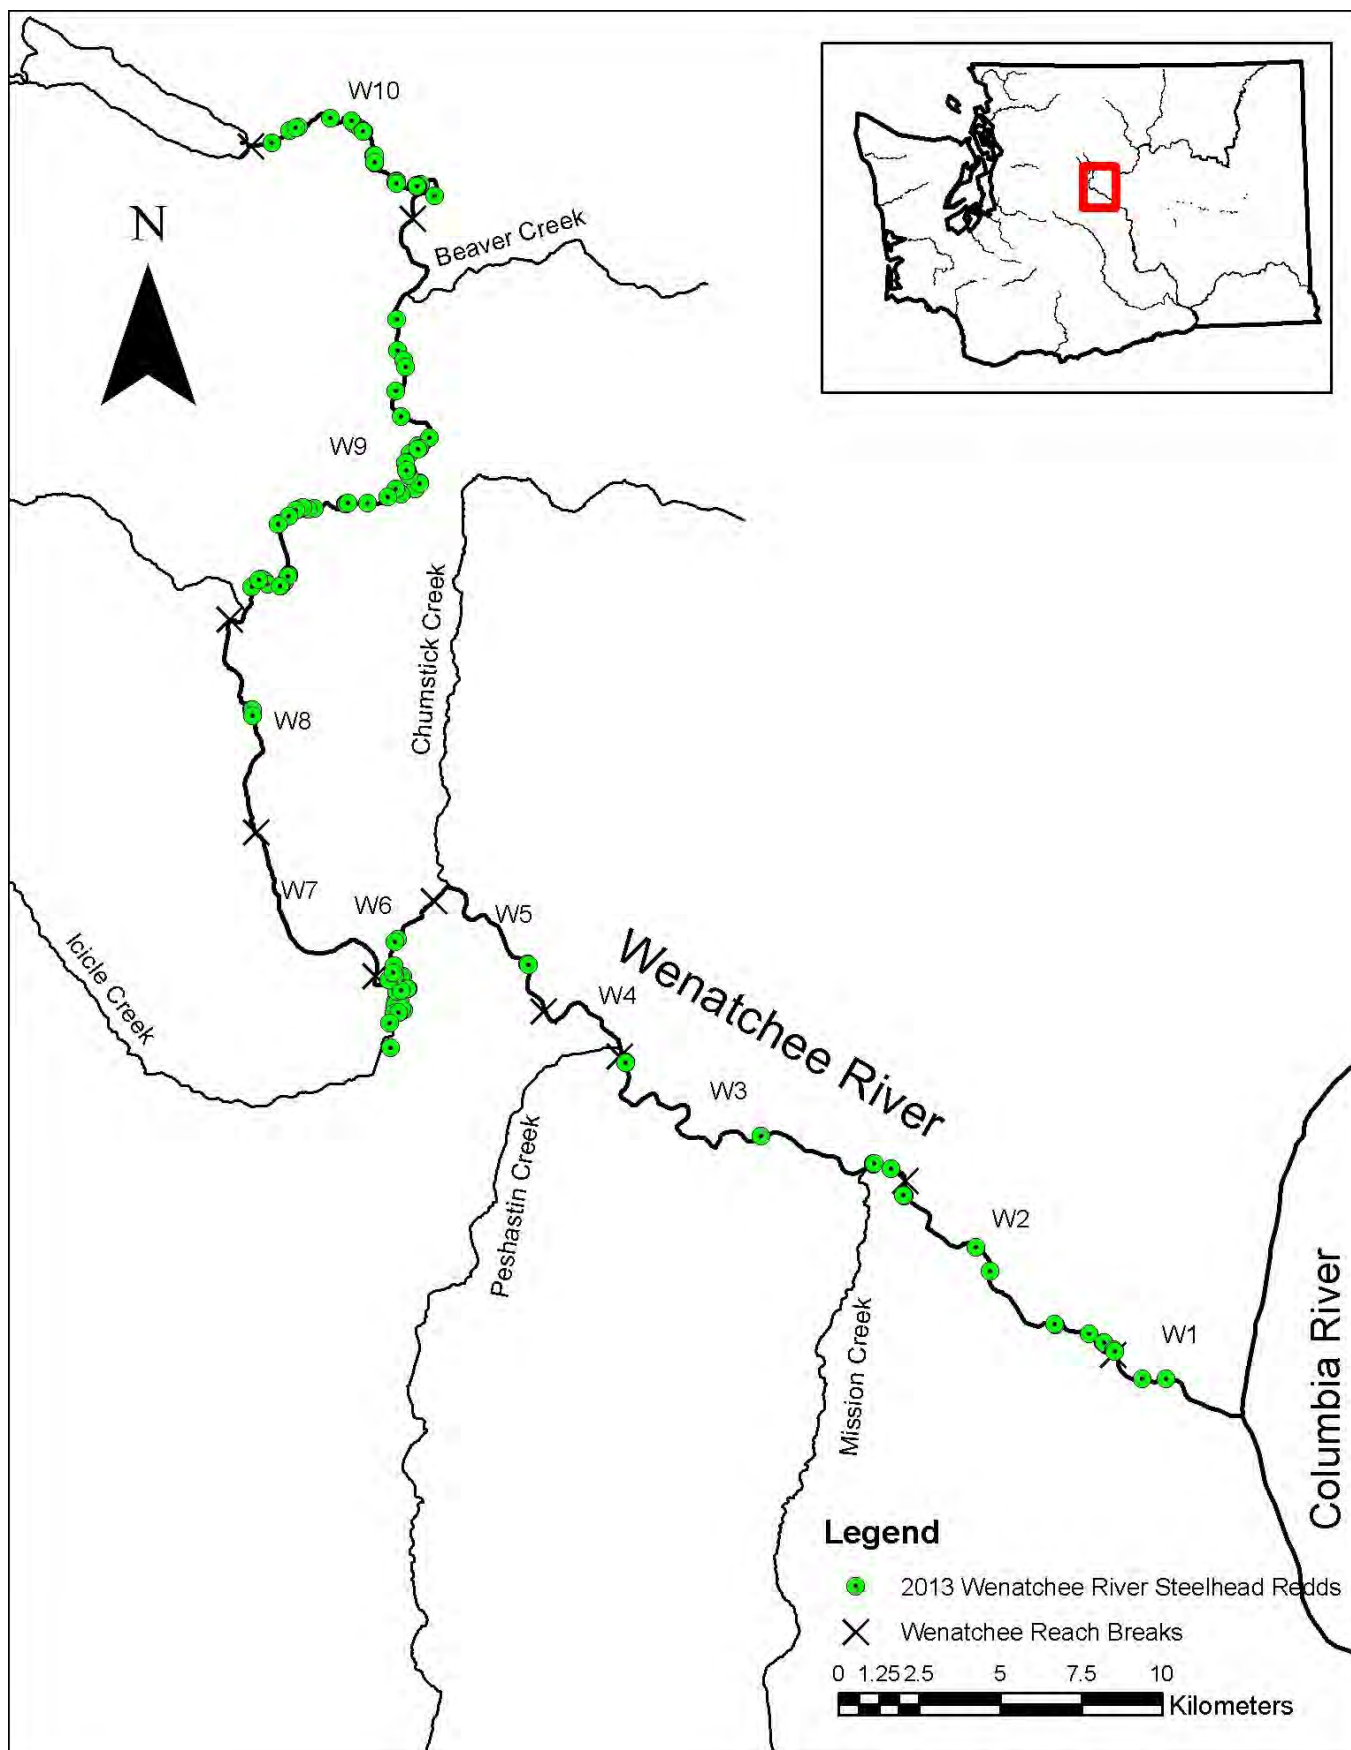 W10
N
Beaver Creek
W9
Chumstick Creek
W8
W7
W6
W5
Icicle Creek
W4
Wenatchee River
W3
Peshastin Creek
W2
Mission Creek
W1
Columbia River
Legend
2013 Wenatchee River Steelhead Redds
Wenatchee Reach Breaks
0 1.25 2.5 5 7.5 10
Kilometers